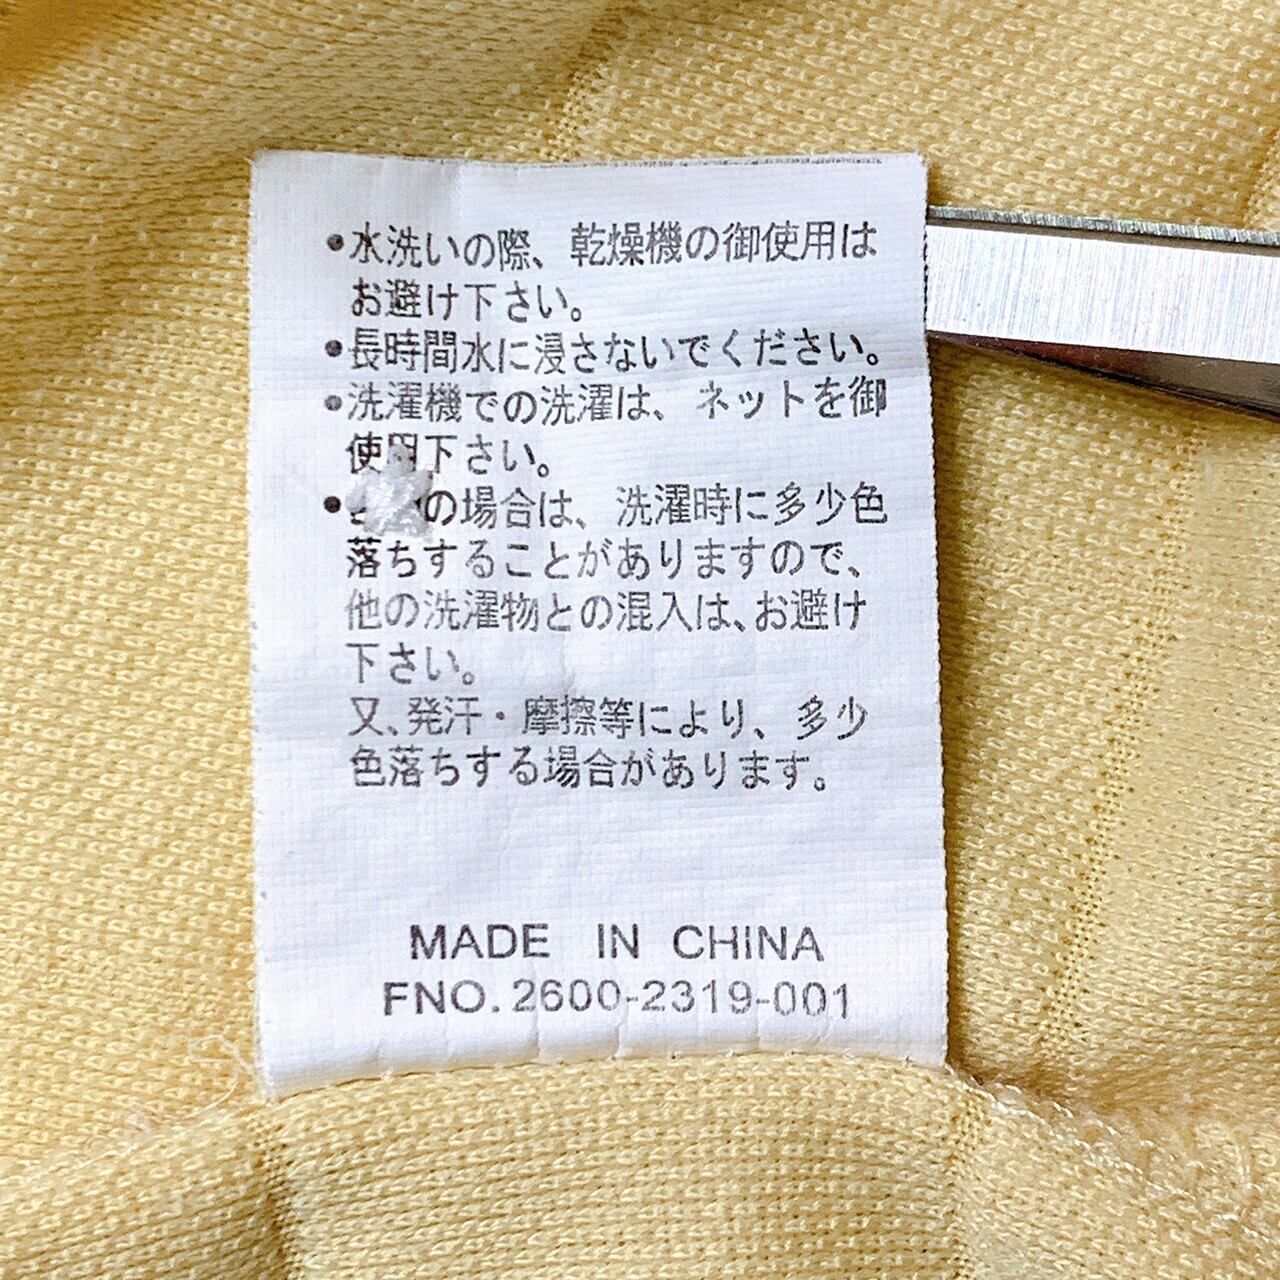 •水洗いの際、乾燥機の御使用は
お避け下さい。
•長時間水に浸さないでください。
•洗濯機での洗濯は、ネットを御
使用下さい。
•の場合は、洗濯時に多少色
落ちすることがありますので、
他の洗濯物との混入は、お避け
下さい。
又、発汗・摩擦等により、多少
色落ちする場合があります。
MADE IN CHINA
FNO.2600-2319-001